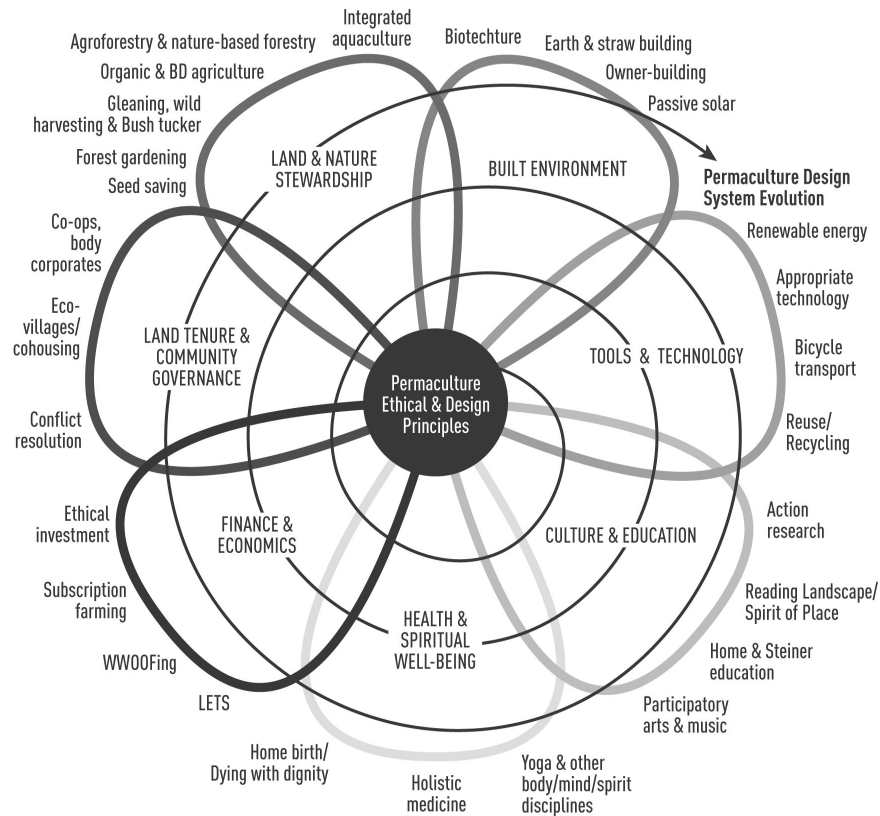 Integrated
aquaculture
Agroforestry & nature-based forestry
Organic & BD agriculture
Gleaning, wild
harvesting & Bush tucker
Forest gardening
Seed saving
Biotechture
Earth & straw building
Owner-building
Passive solar
Permaculture Design
System Evolution
LAND & NATURE
STEWARDSHIP
BUILT ENVIRONMENT
Renewable energy
Appropriate
technology
Bicycle
transport
Reuse/
Recycling
TOOLS & TECHNOLOGY
Co-ops,
body
corporates
Eco-
villages/
cohousing
Conflict
resolution
LAND TENURE &
COMMUNITY
GOVERNANCE
Permaculture
Ethical & Design
Principles
Ethical
investment
Subscription
farming
WWOOFing
LETS
FINANCE &
ECONOMICS
CULTURE & EDUCATION
Action
research
Reading Landscape/
Spirit of Place
Home & Steiner
education
Participatory
arts & music
HEALTH &
SPIRITUAL
WELL-BEING
Home birth/
Dying with dignity
Holistic
medicine
Yoga & other
body/mind/spirit
disciplines